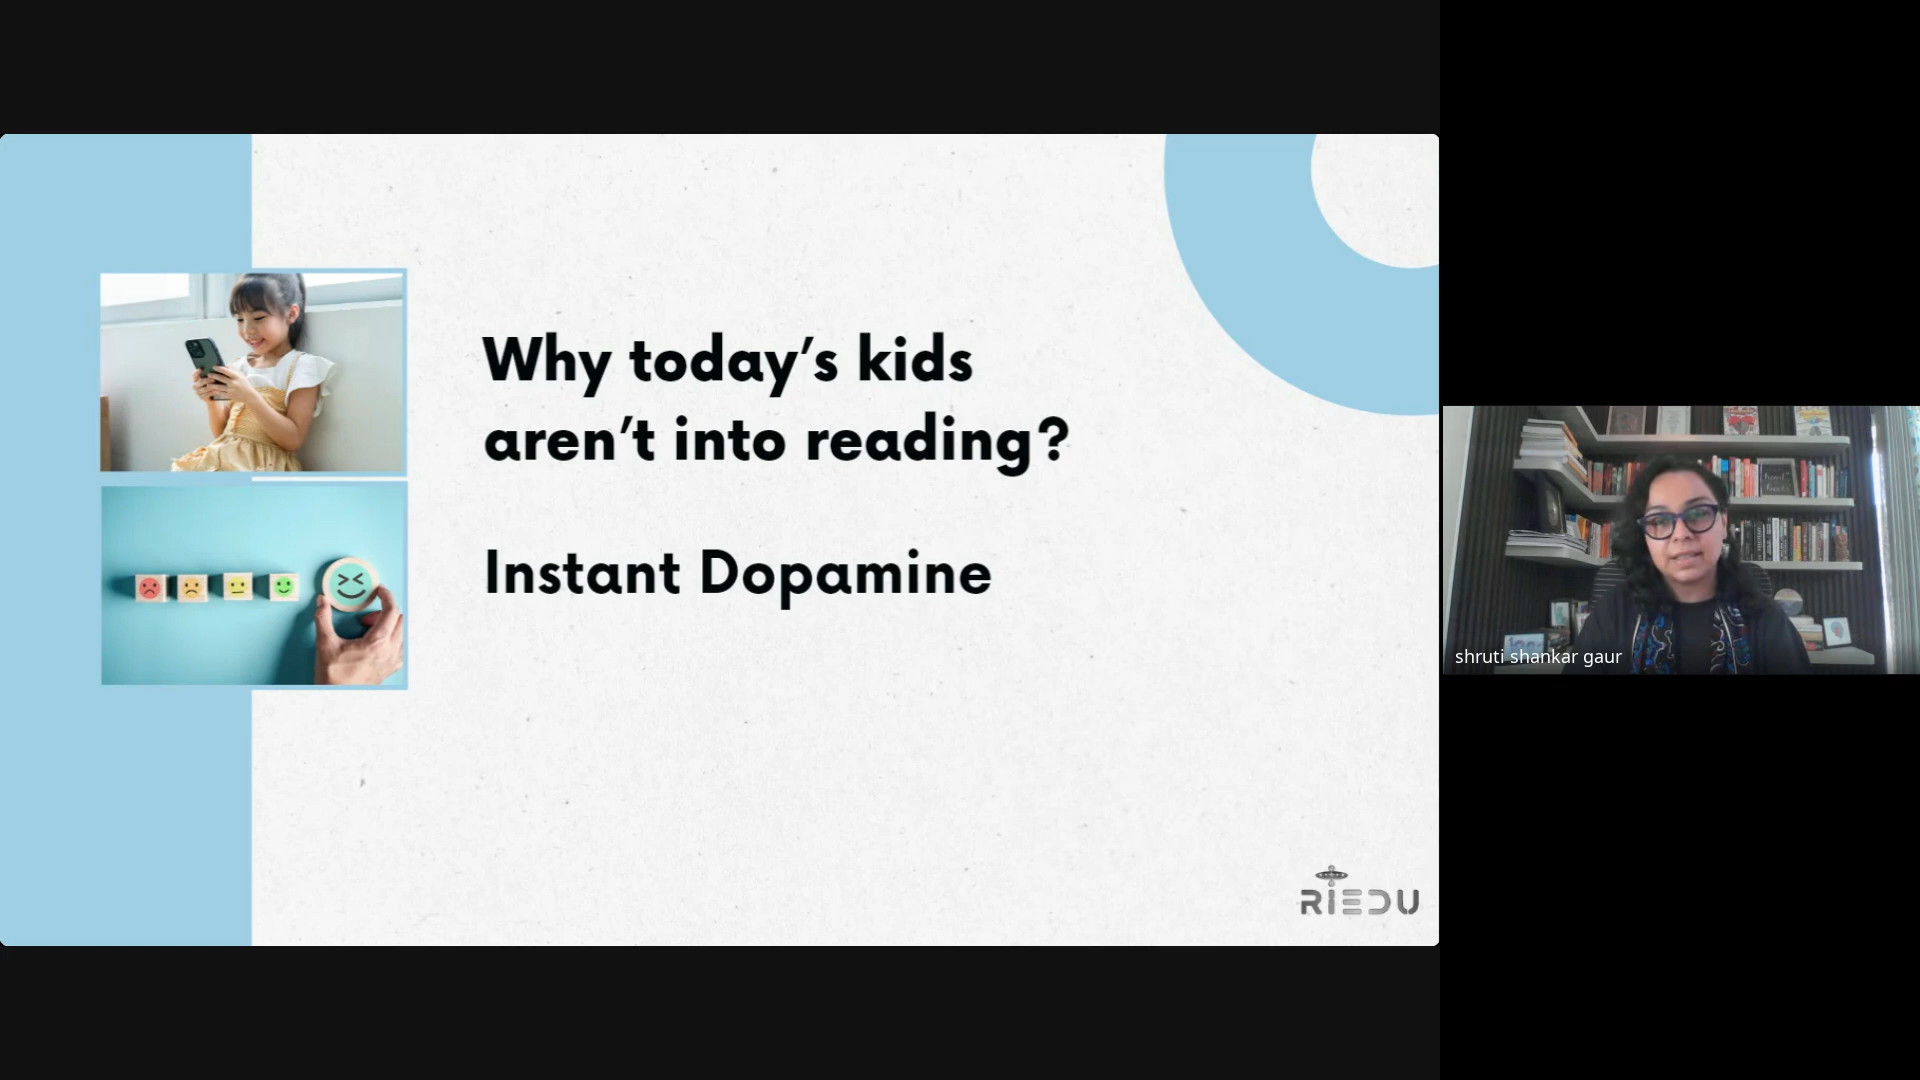 Why today’s kids
aren’t into reading?
Instant Dopamine
RIEDU
shruti shankar gaur